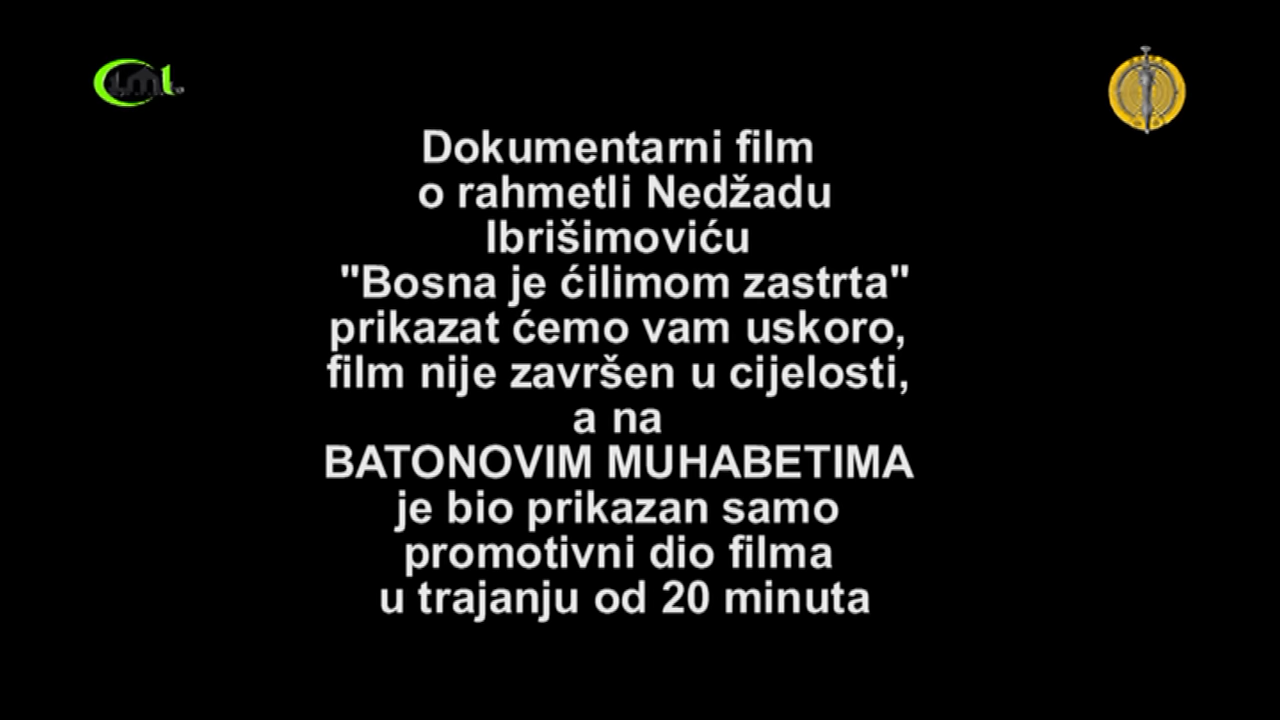 Dokumentarni film
o rahmetli Nedžadu
Ibrišimoviću
"Bosna je ćilimom zastrta"
prikazat ćemo vam uskoro,
film nije završen u cijelosti,
a na
BATONOVIM MUHABETIMA
je bio prikazan samo
promotivni dio filma
u trajanju od 20 minuta